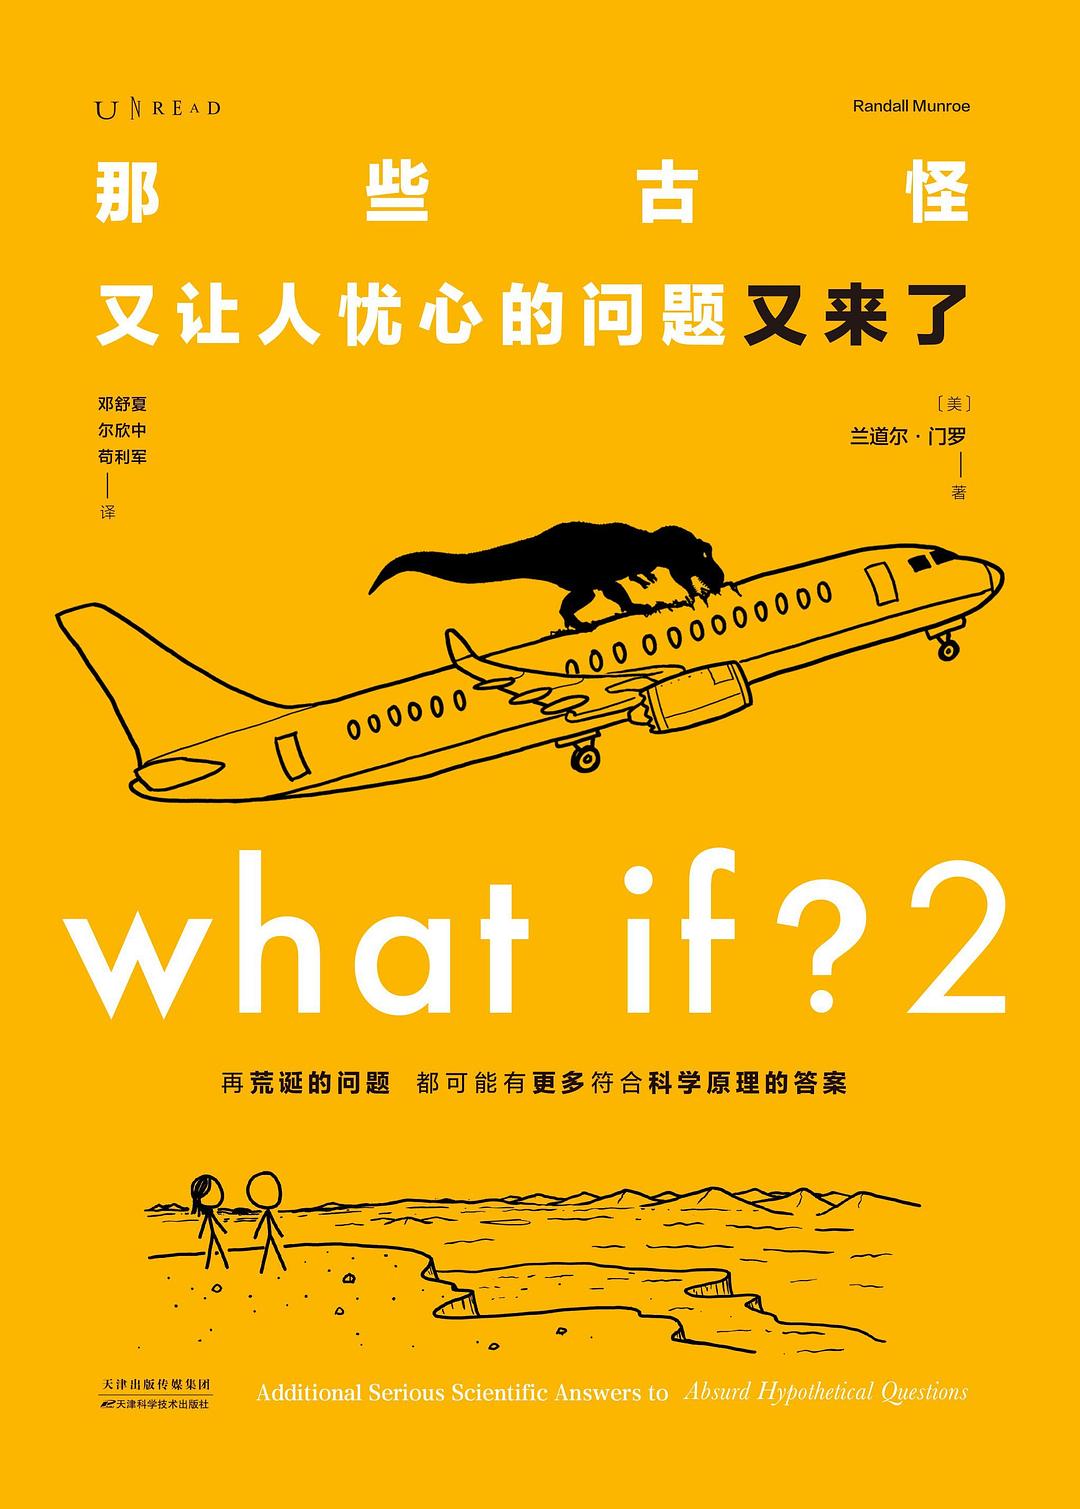 UNREAD
Randall Munroe
那些古怪
又让人忧心的问题又来了
邓舒夏
尔欣中
苟利军
译
［美］
兰道尔·门罗
著
what if?2
再荒诞的问题 都可能有更多符合科学原理的答案
天津出版传媒集团
天津科学技术出版社
Additional Serious Scientific Answers to Absurd Hypothetical Questions